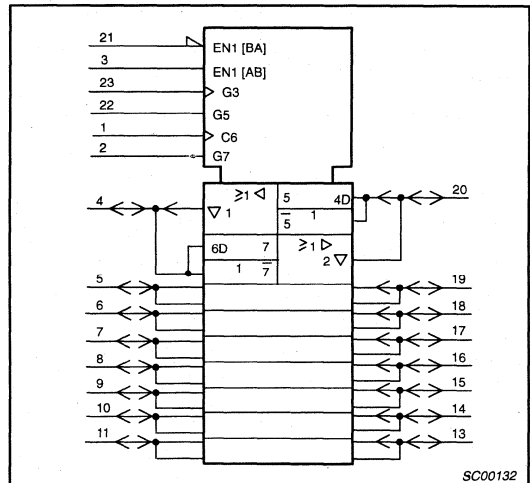 21 EN1 [BA]
3 EN1 [AB]
23 G3
22 G5
1 C6
2 G7
4 ≥1 5 4D 20
▽ 1 5̅ 1
6D 7 ≥1
1 7̅ 2 ▽
5 19
6 18
7 17
8 16
9 15
10 14
11 13
SC00132